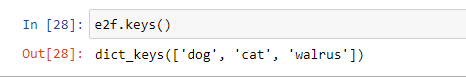 In [28]: e2f.keys()
Out[28]: dict_keys(['dog', 'cat', 'walrus'])